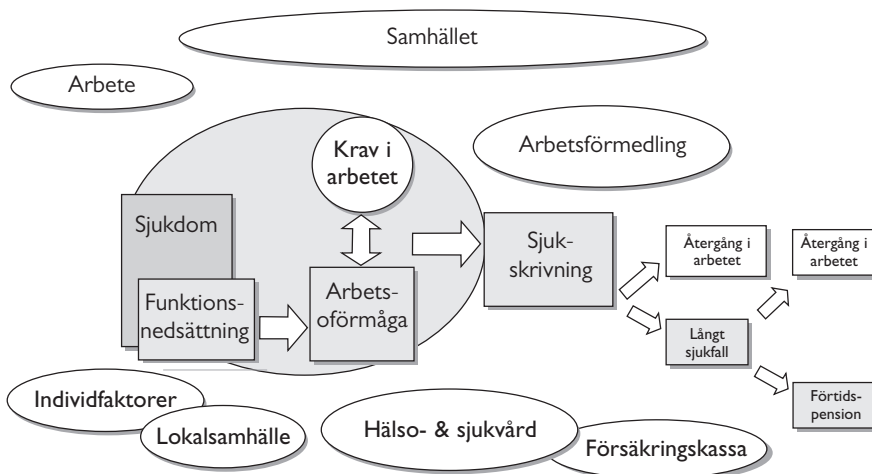 Samhället
Arbete
Krav i
arbetet
Arbetsförmedling
Sjukdom
Sjuk-
skrivning
Återgång i
arbetet
Återgång i
arbetet
Funktions-
nedsättning
Arbets-
oförmåga
Långt
sjukfall
Förtids-
pension
Individfaktorer
Lokalsamhälle
Hälso- & sjukvård
Försäkringskassa